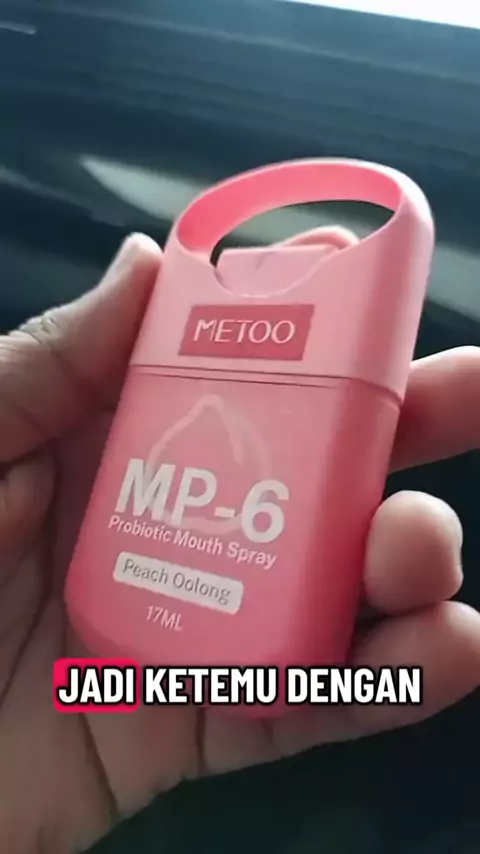 METOO
MP-6
Probiotic Mouth Spray
Peach Oolong
17ML
JADI KETEMU DENGAN